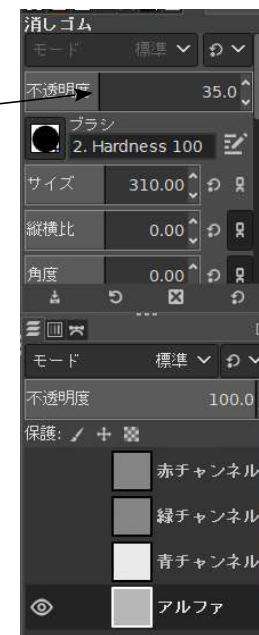 消しゴム
モード 標準
不透明度 35.0
ブラシ
2. Hardness 100
サイズ 310.00
縦横比 0.00
角度 0.00
モード 標準
不透明度 100.0
保護:
赤チャンネル
緑チャンネル
青チャンネル
アルファ